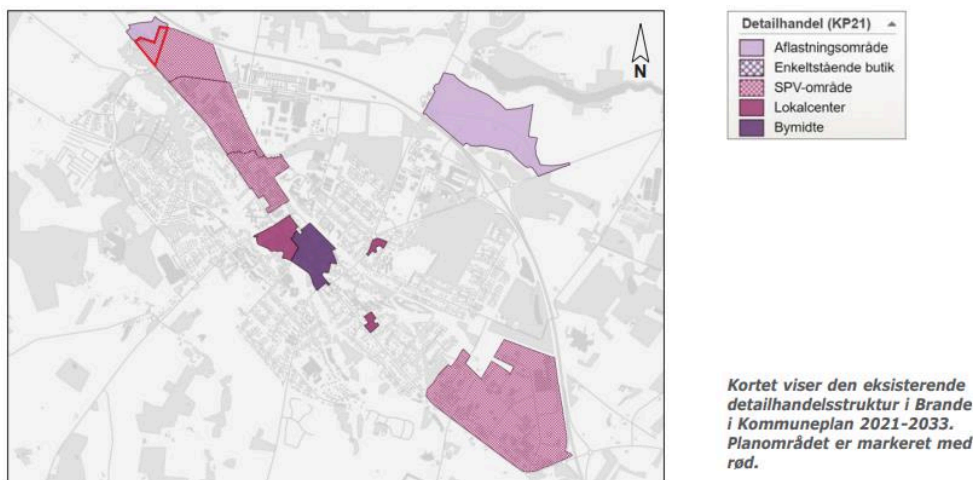 N
Detailhandel (KP21)
Aflastningsområde
Enkeltstående butik
SPV-område
Lokalcenter
Bymidte
Kortet viser den eksisterende
detailhandelsstruktur i Brande
i Kommuneplan 2021-2033.
Planområdet er markeret med
rød.